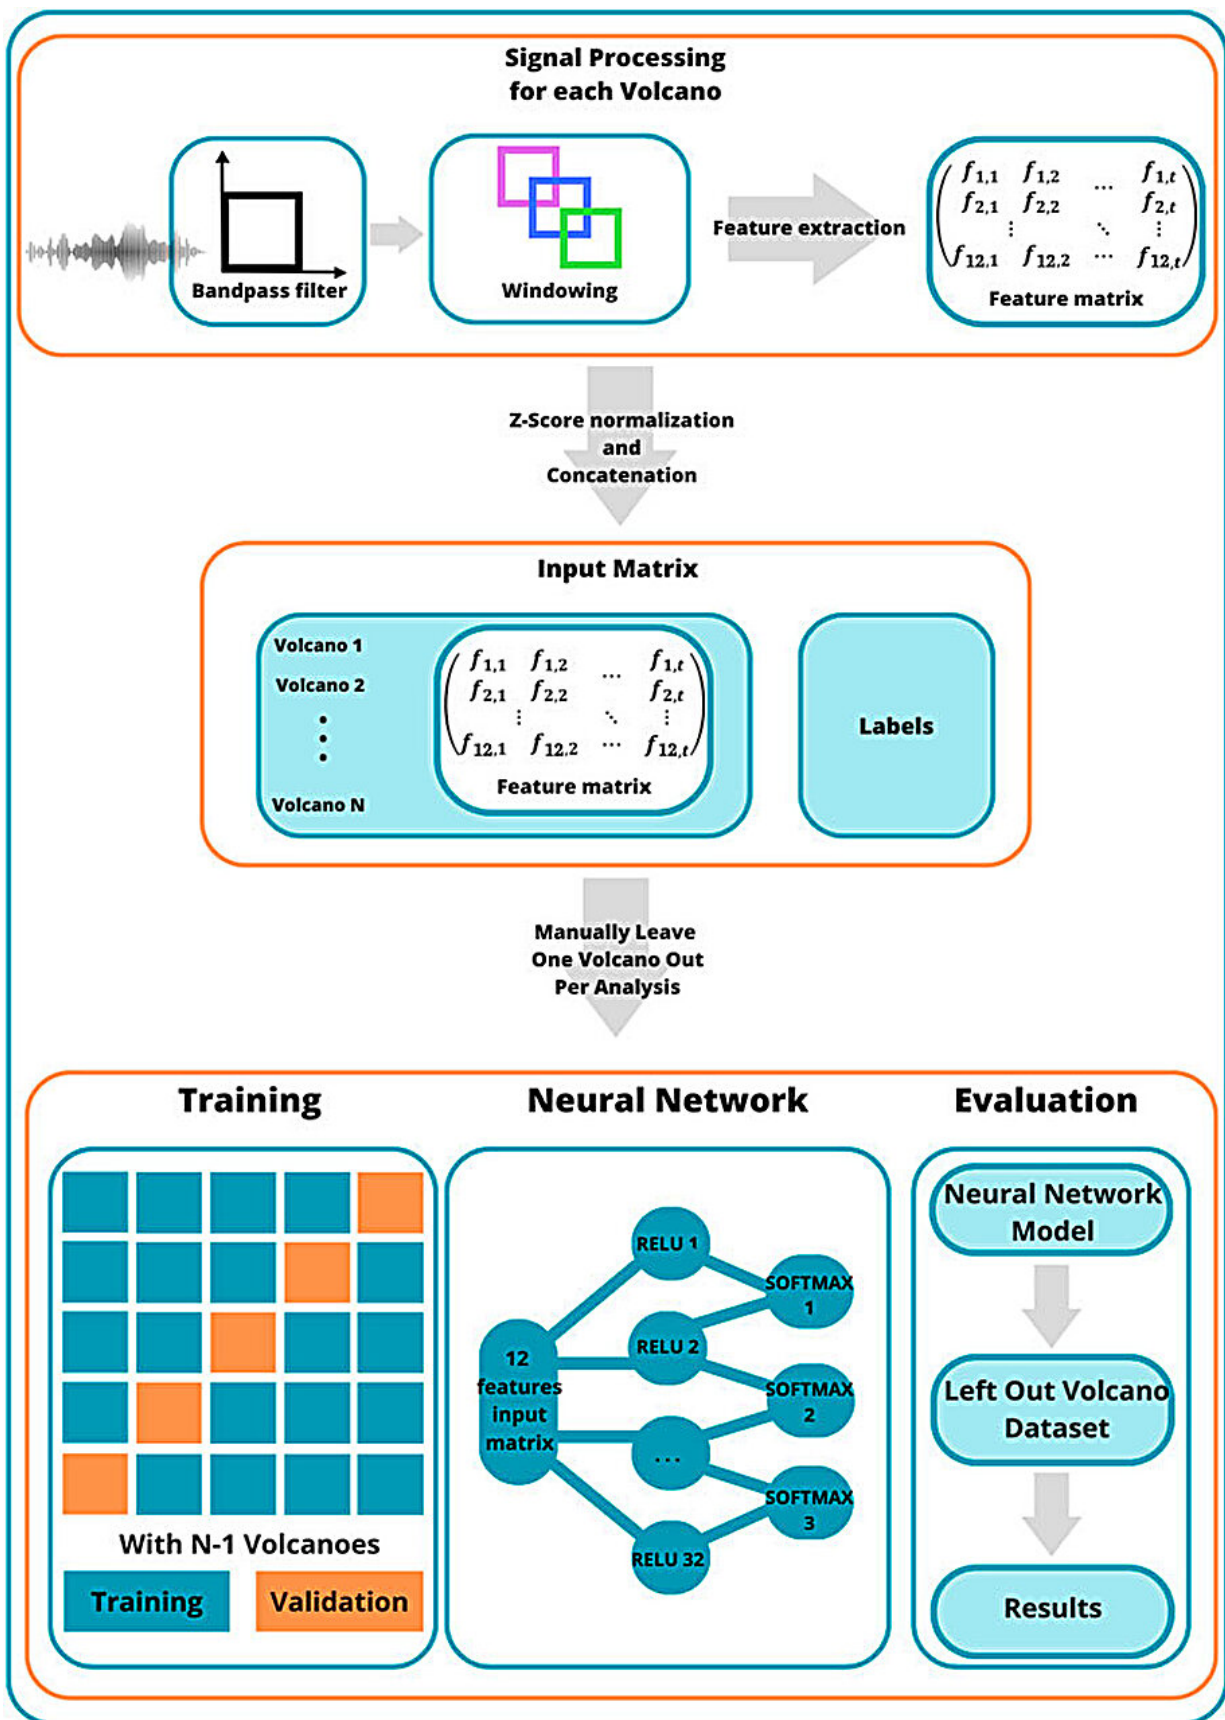 Signal Processing
for each Volcano
Bandpass filter
Windowing
Feature extraction
f1,1 f1,2 ... f1,t
f2,1 f2,2 f2,t
⋮ ⋱ ⋮
f12,1 f12,2 ... f12,t
Feature matrix
Z-Score normalization
and
Concatenation
Input Matrix
Volcano 1
Volcano 2
⋮
Volcano N
f1,1 f1,2 ... f1,t
f2,1 f2,2 f2,t
⋮ ⋱ ⋮
f12,1 f12,2 ... f12,t
Feature matrix
Labels
Manually Leave
One Volcano Out
Per Analysis
Training
With N-1 Volcanoes
Training
Validation
Neural Network
12
features
input
matrix
RELU 1
RELU 2
...
RELU 32
SOFTMAX
1
SOFTMAX
2
SOFTMAX
3
Evaluation
Neural Network
Model
Left Out Volcano
Dataset
Results